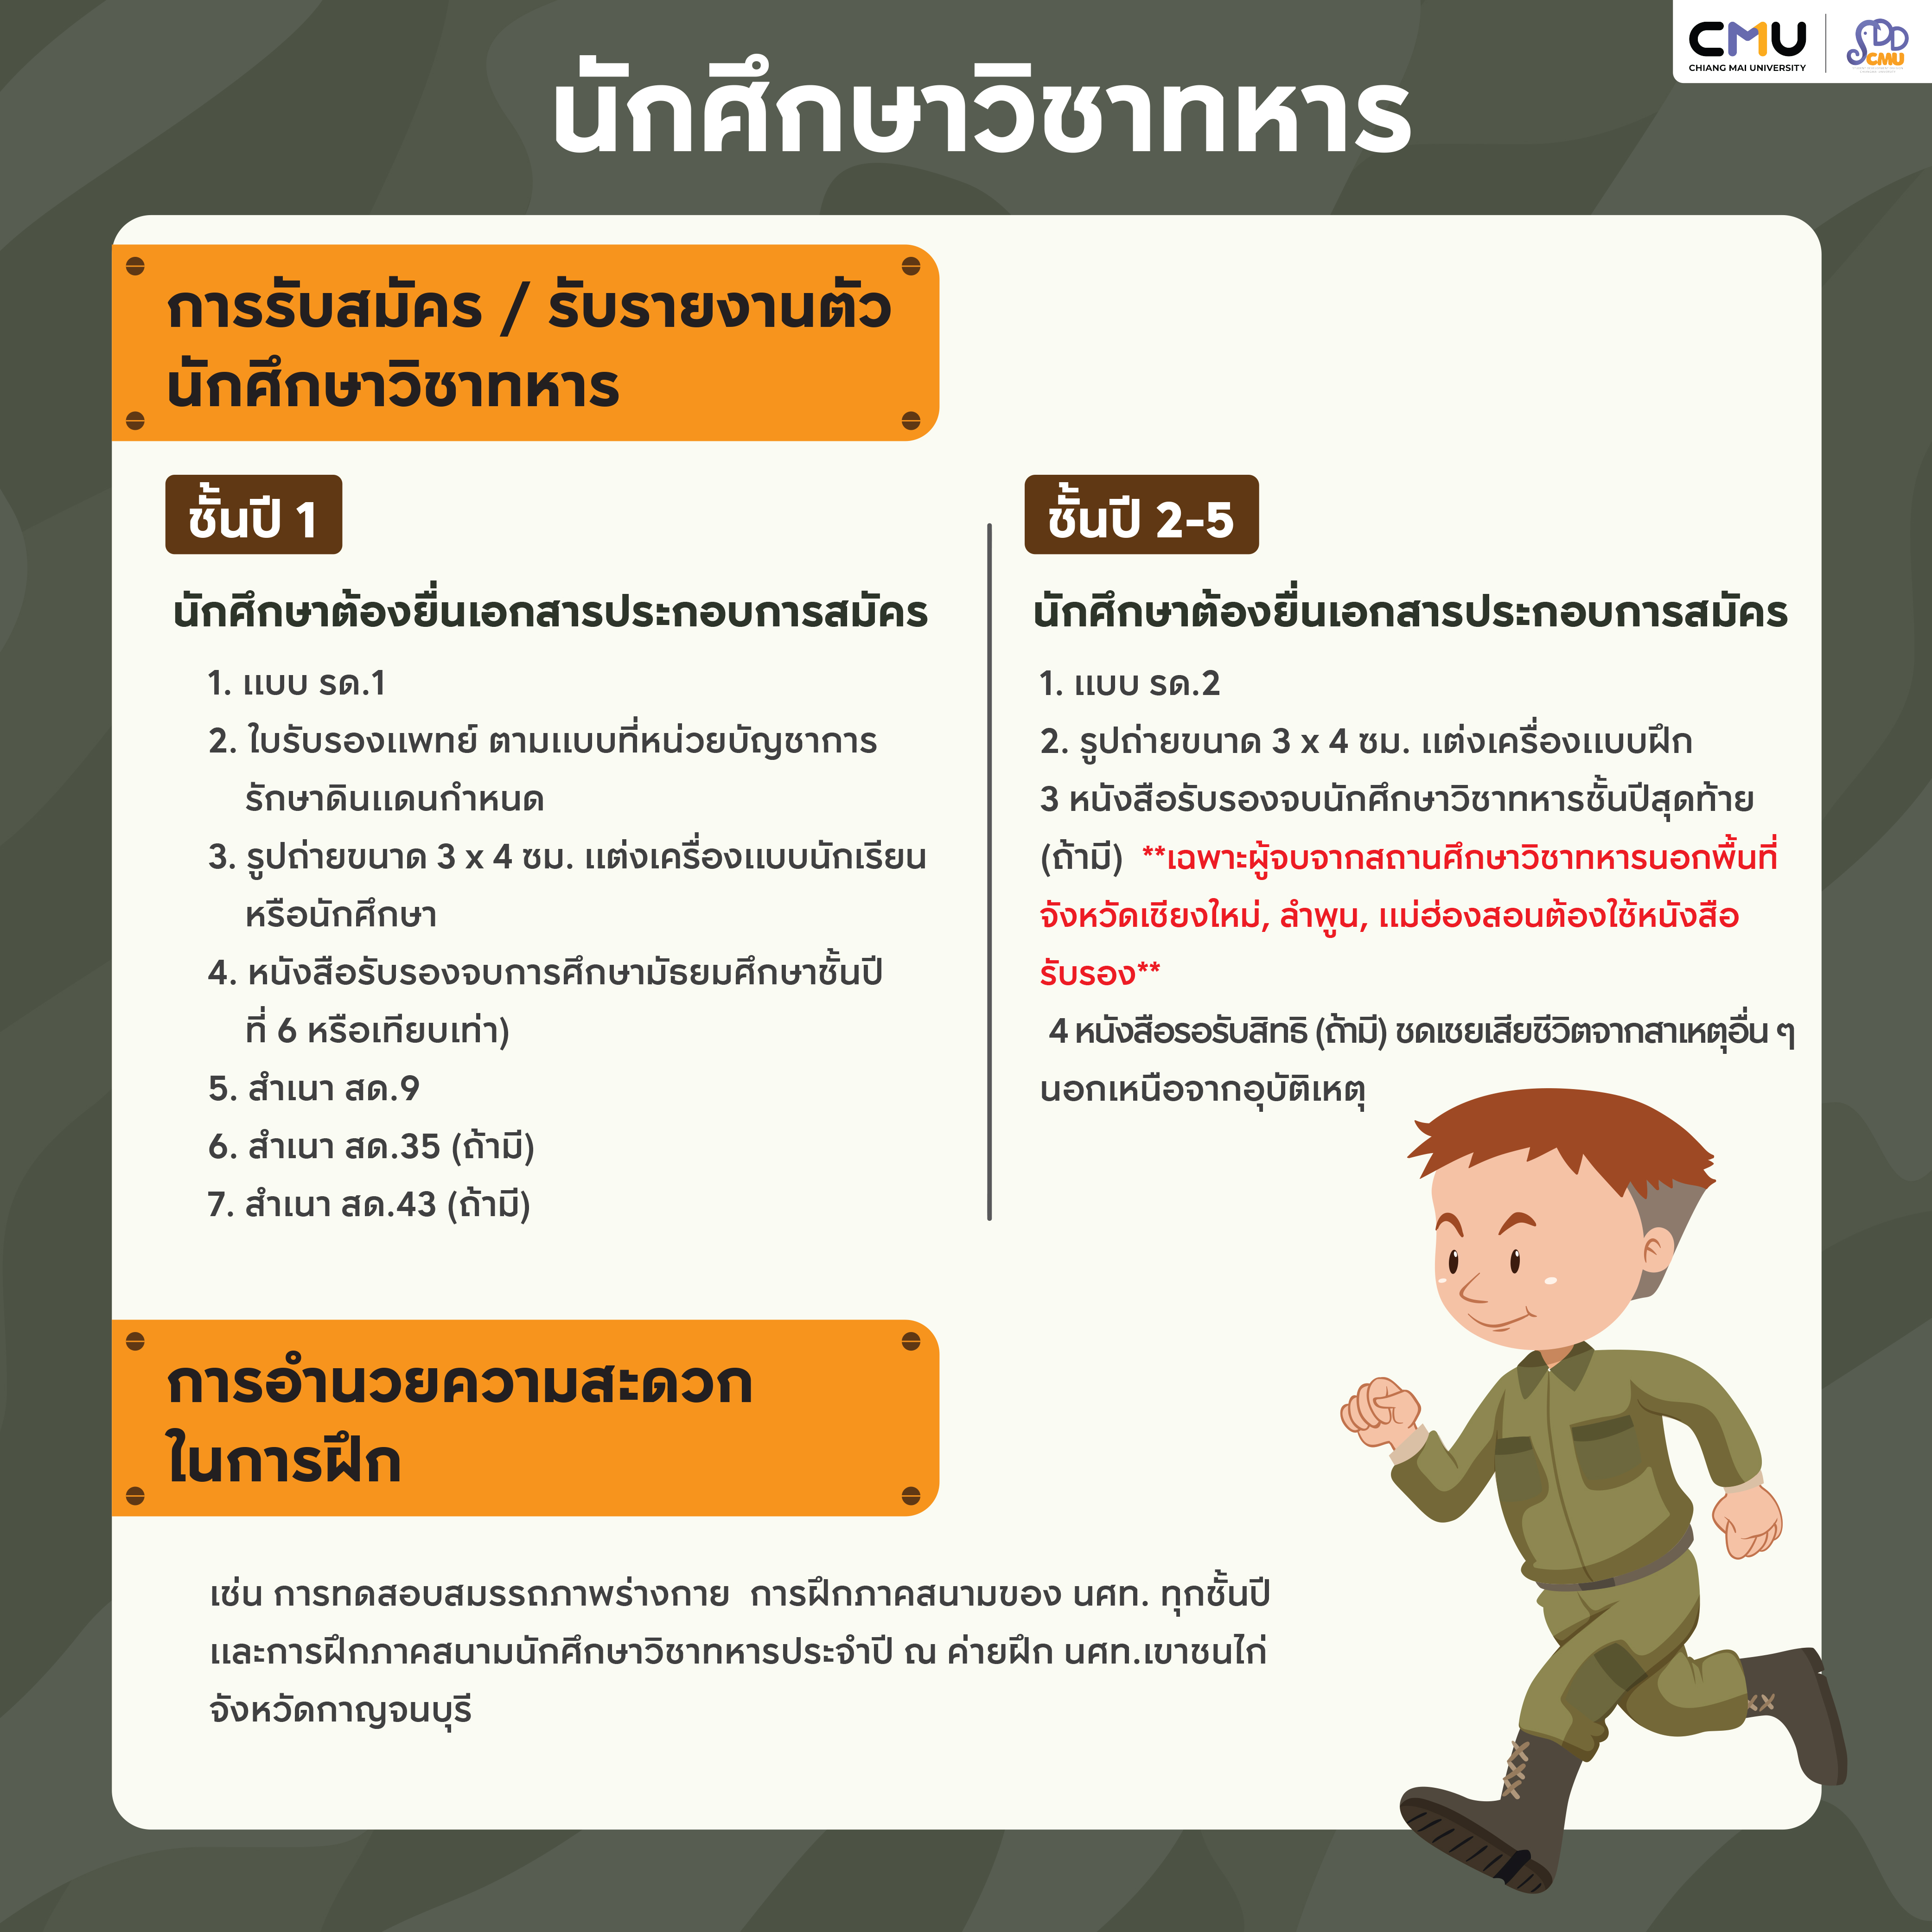 CMU
CHIANG MAI UNIVERSITY
SDD
CMU
นักศึกษาวิชาทหาร
การรับสมัคร / รับรายงานตัว
นักศึกษาวิชาทหาร
ชั้นปี 1
นักศึกษาต้องยื่นเอกสารประกอบการสมัคร
1. แบบ รด.1
2. ใบรับรองแพทย์ ตามแบบที่หน่วยบัญชาการ
รักษาดินแดนกำหนด
3. รูปถ่ายขนาด 3 x 4 ซม. แต่งเครื่องแบบนักเรียน
หรือนักศึกษา
4. หนังสือรับรองจบการศึกษามัธยมศึกษาชั้นปี
ที่ 6 หรือเทียบเท่า)
5. สำเนา สด.9
6. สำเนา สด.35 (ถ้ามี)
7. สำเนา สด.43 (ถ้ามี)
ชั้นปี 2-5
นักศึกษาต้องยื่นเอกสารประกอบการสมัคร
1. แบบ รด.2
2. รูปถ่ายขนาด 3 x 4 ซม. แต่งเครื่องแบบฝึก
3 หนังสือรับรองจบนักศึกษาวิชาทหารชั้นปีสุดท้าย
(ถ้ามี) **เฉพาะผู้จบจากสถานศึกษาวิชาทหารนอกพื้นที่
จังหวัดเชียงใหม่, ลำพูน, แม่ฮ่องสอนต้องใช้หนังสือ
รับรอง**
4 หนังสือรอรับสิทธิ (ถ้ามี) ชดเชยเสียชีวิตจากสาเหตุอื่น ๆ
นอกเหนือจากอุบัติเหตุ
การอำนวยความสะดวก
ในการฝึก
เช่น การทดสอบสมรรถภาพร่างกาย การฝึกภาคสนามของ นศท. ทุกชั้นปี
และการฝึกภาคสนามนักศึกษาวิชาทหารประจำปี ณ ค่ายฝึก นศท.เขาชนไก่
จังหวัดกาญจนบุรี